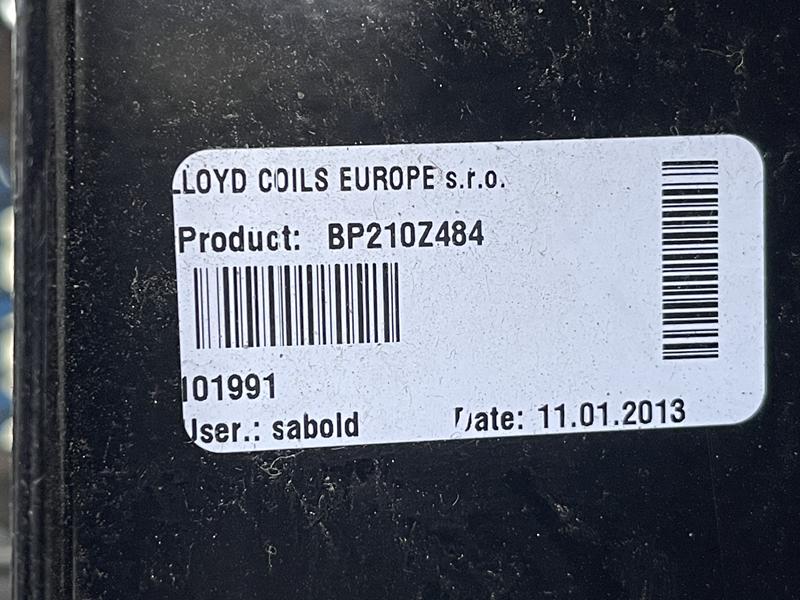 LLOYD COILS EUROPE s.r.o.
Product: BP210Z484
101991
User.: sabold Date: 11.01.2013